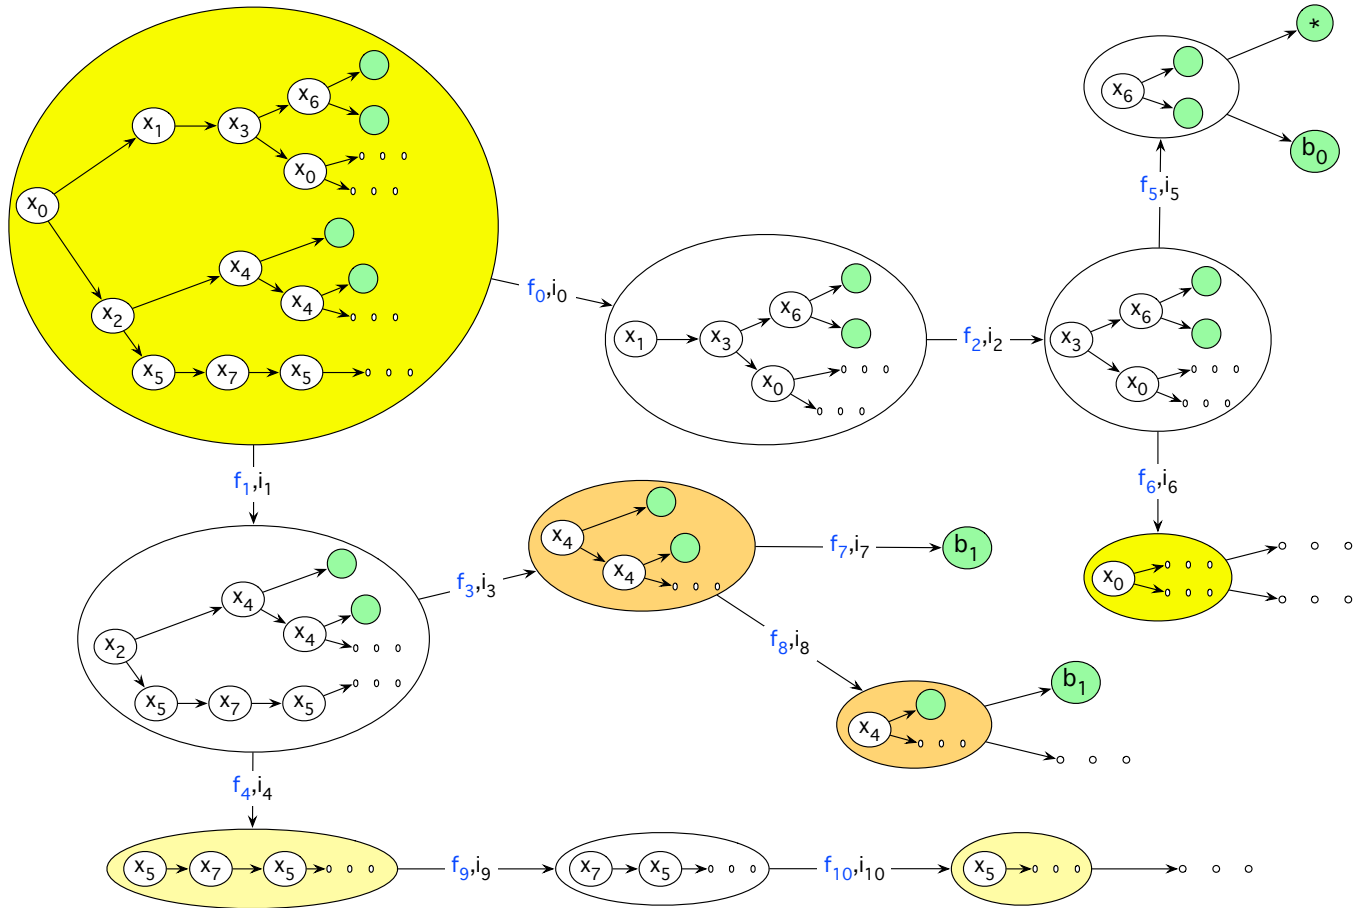 x0
x1
x3
x6
x0
x2
x4
x4
x5
x7
x5
f0,i0
x1
x3
x6
x0
f2,i2
x3
x6
x0
f5,i5
x6
*
b0
f6,i6
x0
f1,i1
x2
x4
x4
x5
x7
x5
f3,i3
x4
x4
f7,i7
b1
f8,i8
x4
b1
f4,i4
x5
x7
x5
f9,i9
x7
x5
f10,i10
x5